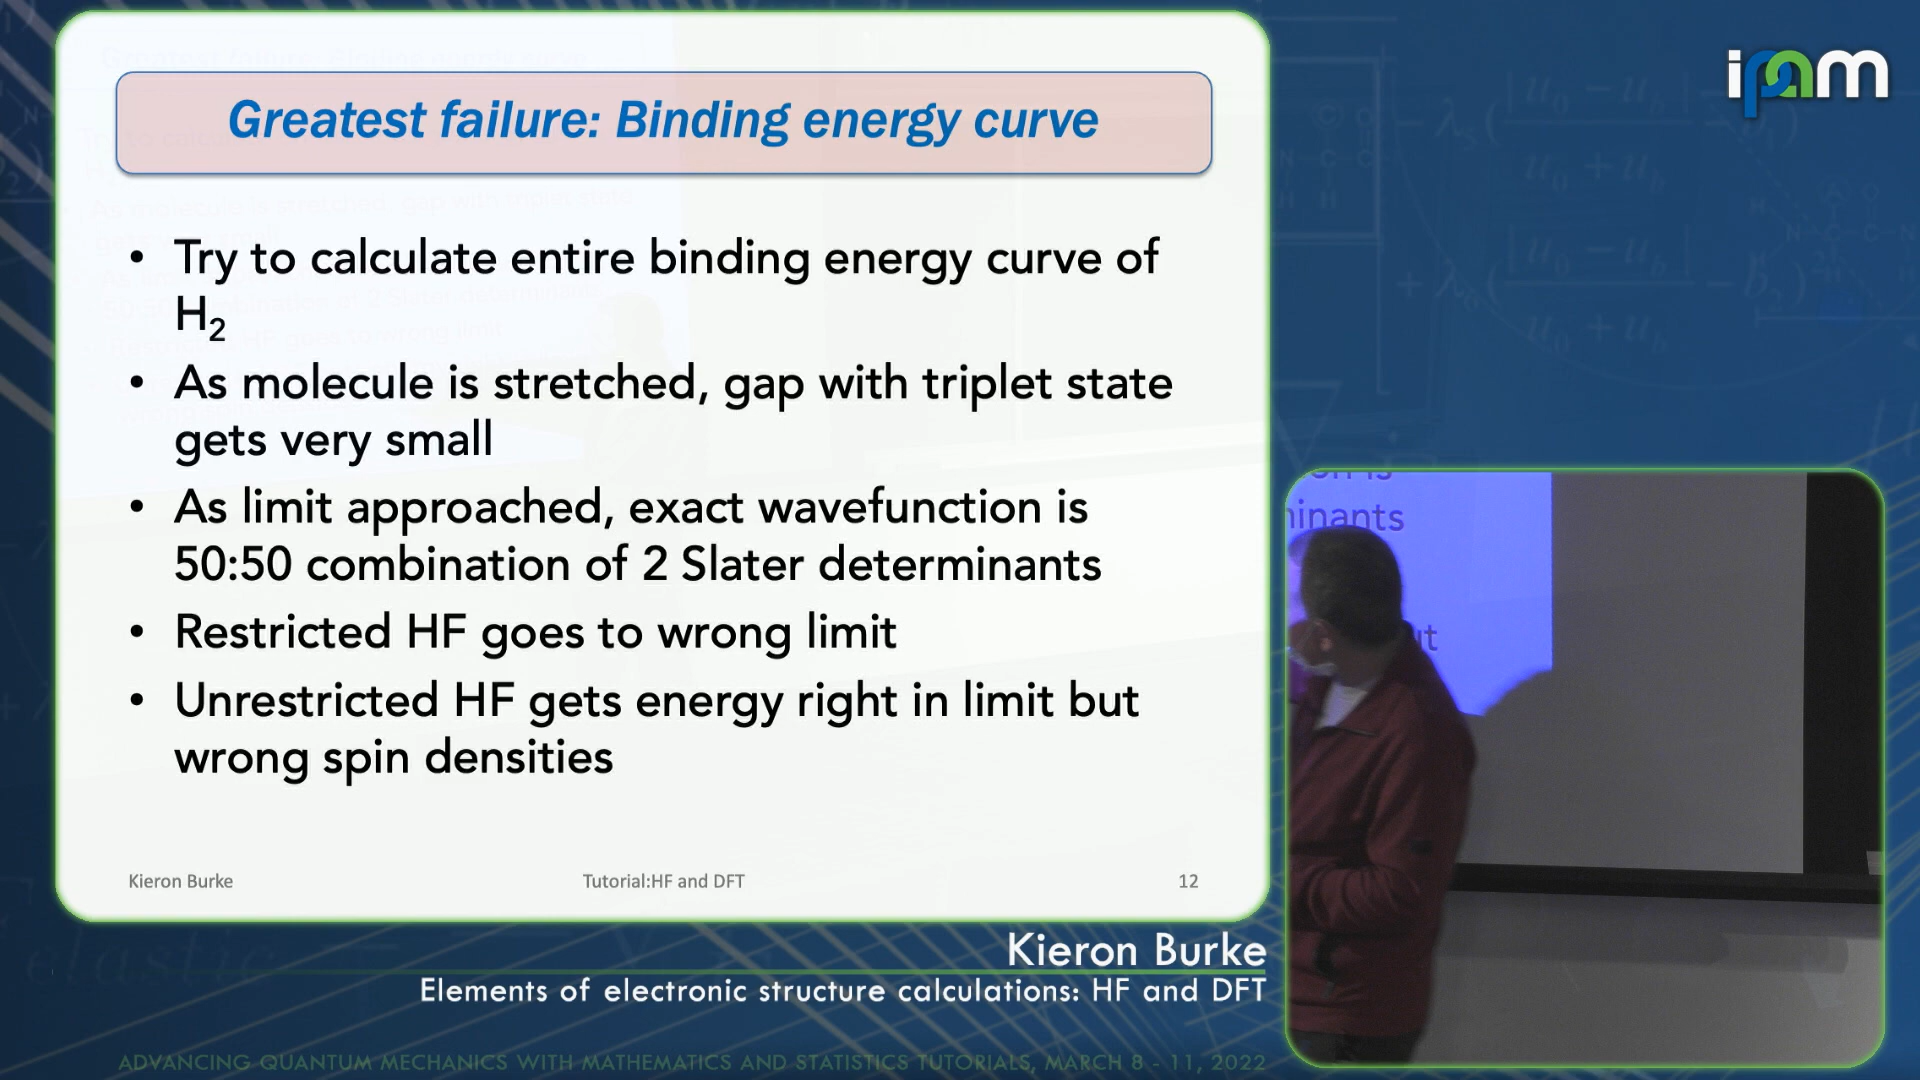 ipam
Greatest failure: Binding energy curve
• Try to calculate entire binding energy curve of
H₂
• As molecule is stretched, gap with triplet state
gets very small
• As limit approached, exact wavefunction is
50:50 combination of 2 Slater determinants
• Restricted HF goes to wrong limit
• Unrestricted HF gets energy right in limit but
wrong spin densities
Kieron Burke
Tutorial:HF and DFT
12
Kieron Burke
Elements of electronic structure calculations: HF and DFT
ADVANCING QUANTUM MECHANICS WITH MATHEMATICS AND STATISTICS TUTORIALS, MARCH 8 - 11, 2022
elastic